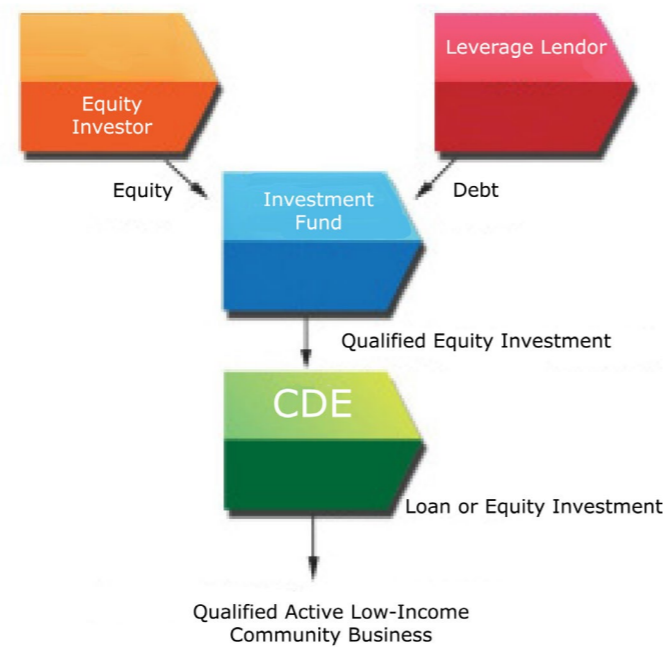 Leverage Lendor
Equity
Investor
Equity
Debt
Investment
Fund
Qualified Equity Investment
CDE
Loan or Equity Investment
Qualified Active Low-Income
Community Business